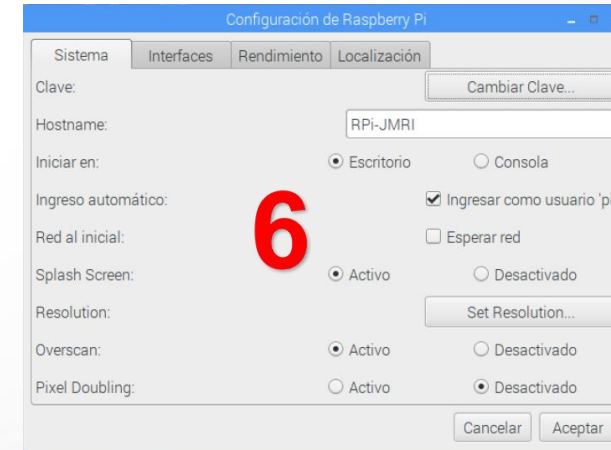 Configuración de Raspberry Pi
Sistema Interfaces Rendimiento Localización
Clave: Cambiar Clave...
Hostname: RPi-JMRI
Iniciar en: Escritorio Consola
Ingreso automático: Ingresar como usuario 'pi
Red al inicial: Esperar red
6
Splash Screen: Activo Desactivado
Resolution: Set Resolution...
Overscan: Activo Desactivado
Pixel Doubling: Activo Desactivado
Cancelar Aceptar